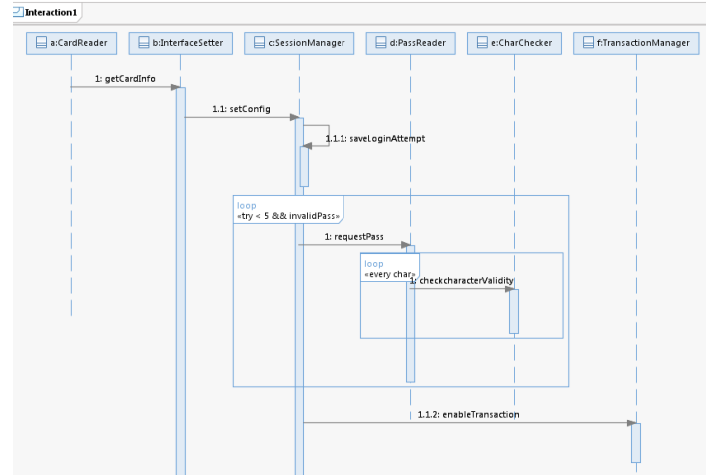 Interaction1
a:CardReader b:InterfaceSetter c:SessionManager d:PassReader e:CharChecker f:TransactionManager
1: getCardInfo
1.1: setConfig
1.1.1: saveLoginAttempt
loop
«try < 5 && invalidPass»
1: requestPass
loop
«every char»
1: checkcharacterValidity
1.1.2: enableTransaction